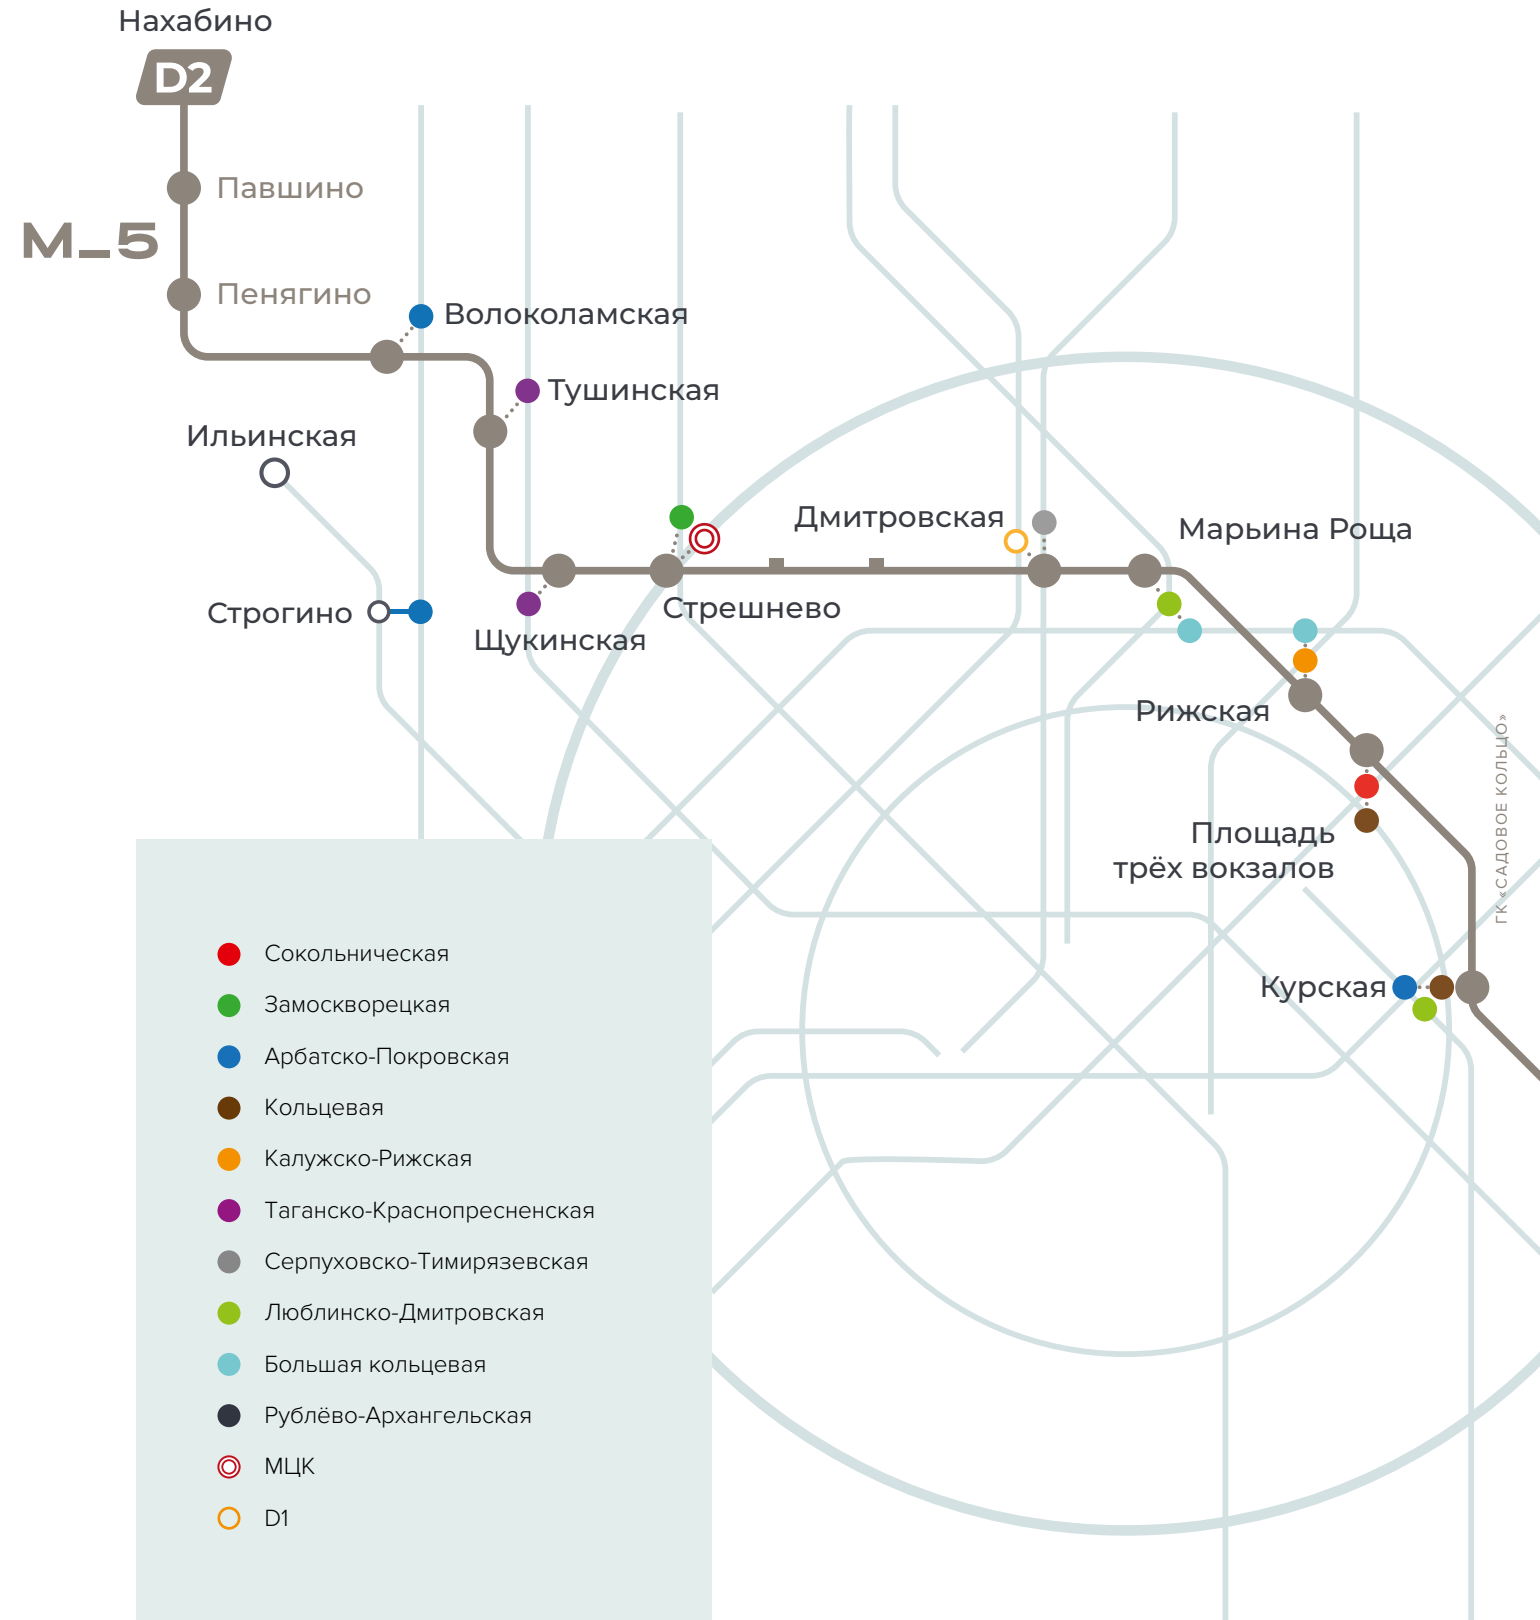 Нахабино
D2
Павшино
М_5
Пенягино
Волоколамская
Тушинская
Ильинская
Дмитровская
Марьина Роща
Строгино
Стрешнево
Щукинская
Рижская
ГК «САДОВОЕ КОЛЬЦО»
Площадь
трёх вокзалов
Курская
Сокольническая
Замоскворецкая
Арбатско-Покровская
Кольцевая
Калужско-Рижская
Таганско-Краснопресненская
Серпуховско-Тимирязевская
Люблинско-Дмитровская
Большая кольцевая
Рублёво-Архангельская
МЦК
D1